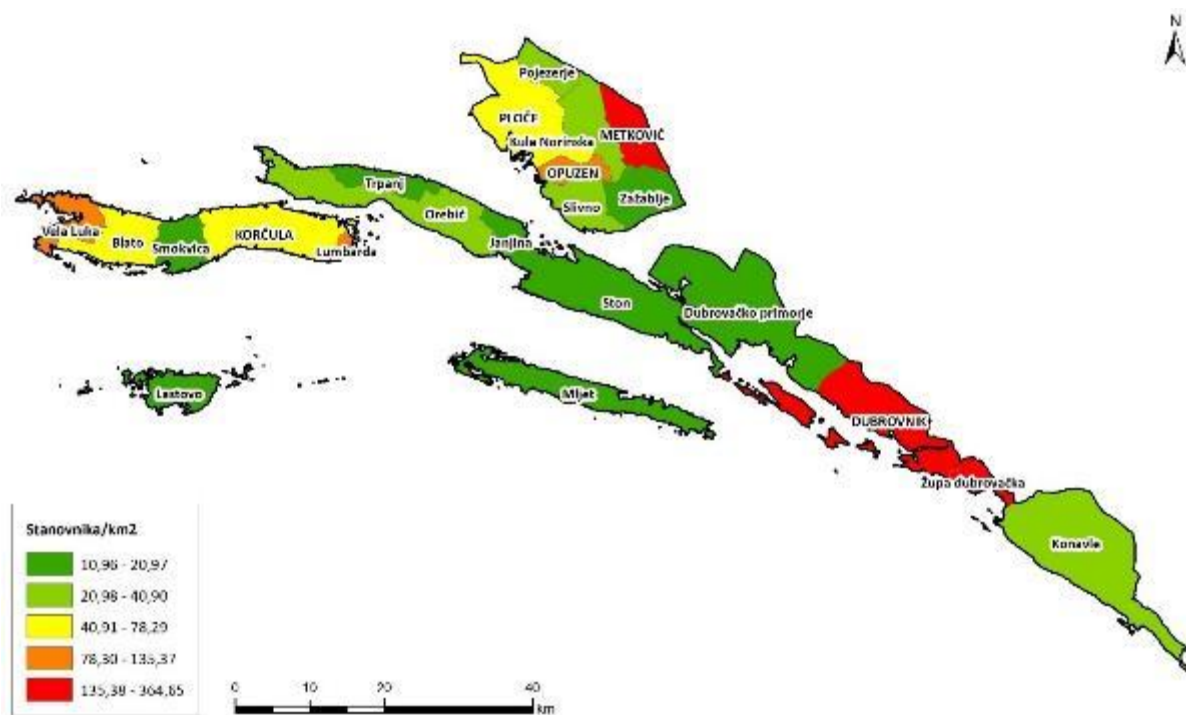 N
Pojezerje
PLOČE
Kula Norinska
METKOVIĆ
OPUZEN
Slivno
Zažablje
Trpanj
Orebić
Janjina
Vela Luka
Blato
Smokvica
KORČULA
Lumbarda
Ston
Dubrovačko primorje
Lastovo
Mljet
DUBROVNIK
Župa dubrovačka
Konavle
Stanovnika/km2
10,96 - 20,97
20,98 - 40,90
40,91 - 78,29
78,30 - 135,37
135,38 - 364,65
0 10 20 40
km